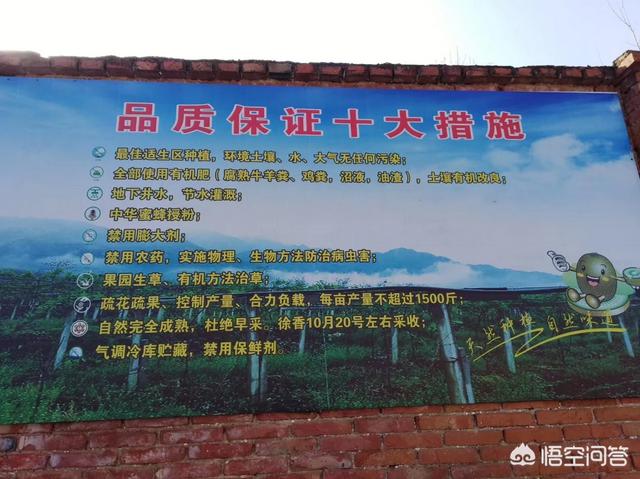 品质保证十大措施
最佳适生区种植，环境土壤、水、大气无任何污染；
全部使用有机肥（腐熟牛羊粪、鸡粪，沼液，油渣），土壤有机改良；
地下井水，节水灌溉；
中华蜜蜂授粉；
禁用膨大剂；
禁用农药，实施物理、生物方法防治病虫害；
果园生草、有机方法治草；
疏花疏果、控制产量、合力负载，每亩产量不超过1500斤；
自然完全成熟，杜绝早采。徐香10月20号左右采收；
气调冷库贮藏，禁用保鲜剂。
天然种植 自然味道
悟空问答